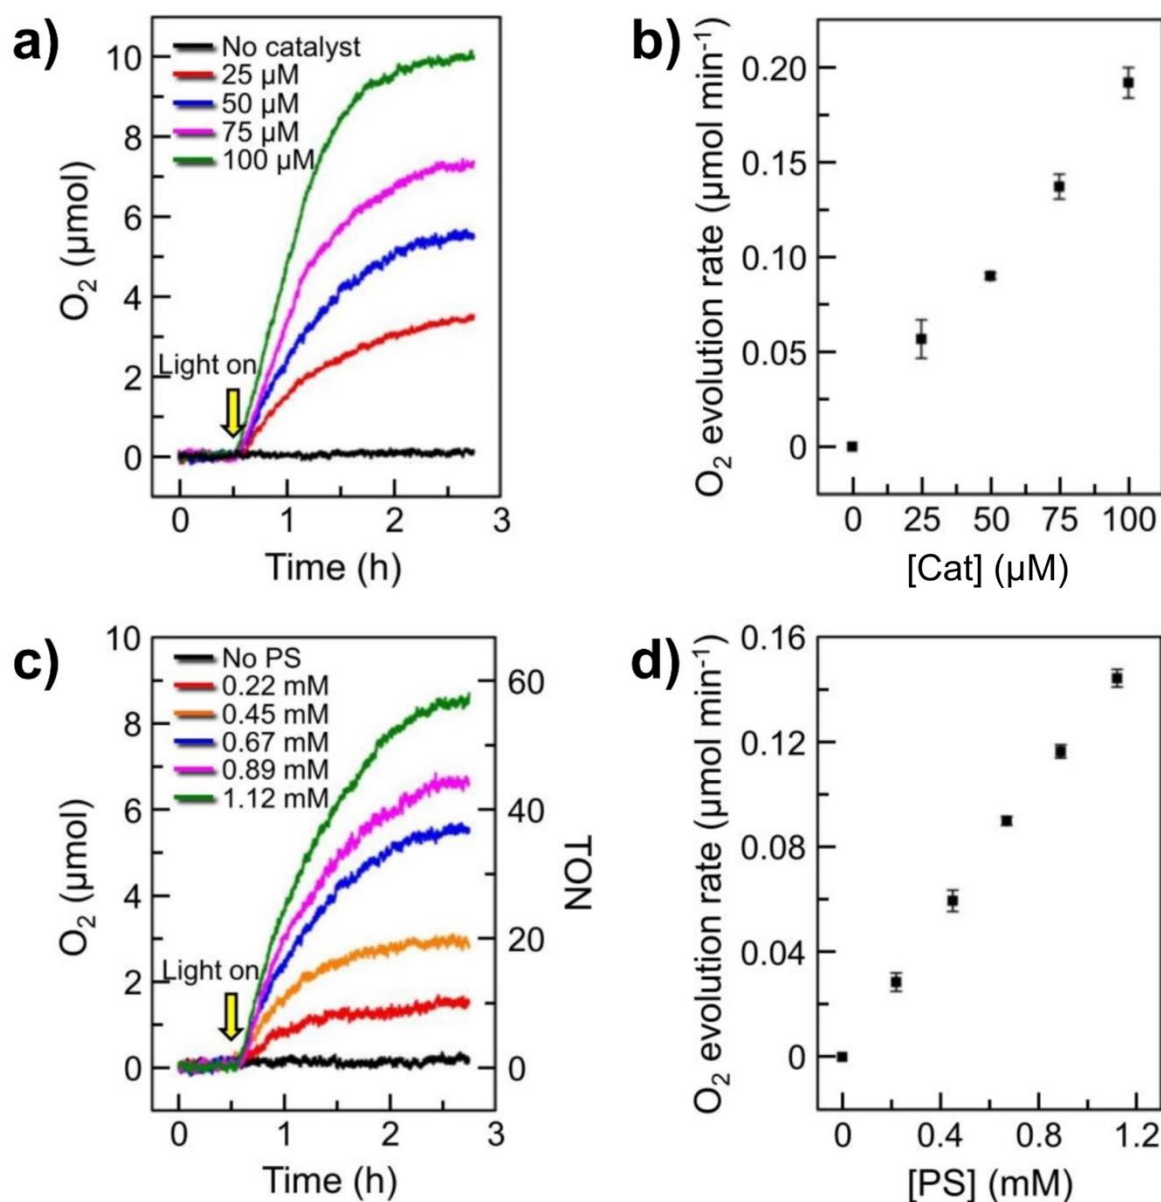 a)
O₂ (µmol)
10
8
6
4
2
0
No catalyst
25 µM
50 µM
75 µM
100 µM
Light on
0 1 2 3
Time (h)
b)
O₂ evolution rate (µmol min⁻¹)
0.20
0.15
0.10
0.05
0
0 25 50 75 100
[Cat] (µM)
c)
O₂ (µmol)
10
8
6
4
2
0
No PS
0.22 mM
0.45 mM
0.67 mM
0.89 mM
1.12 mM
Light on
60
40
20
0
TON
0 1 2 3
Time (h)
d)
O₂ evolution rate (µmol min⁻¹)
0.16
0.12
0.08
0.04
0
0 0.4 0.8 1.2
[PS] (mM)